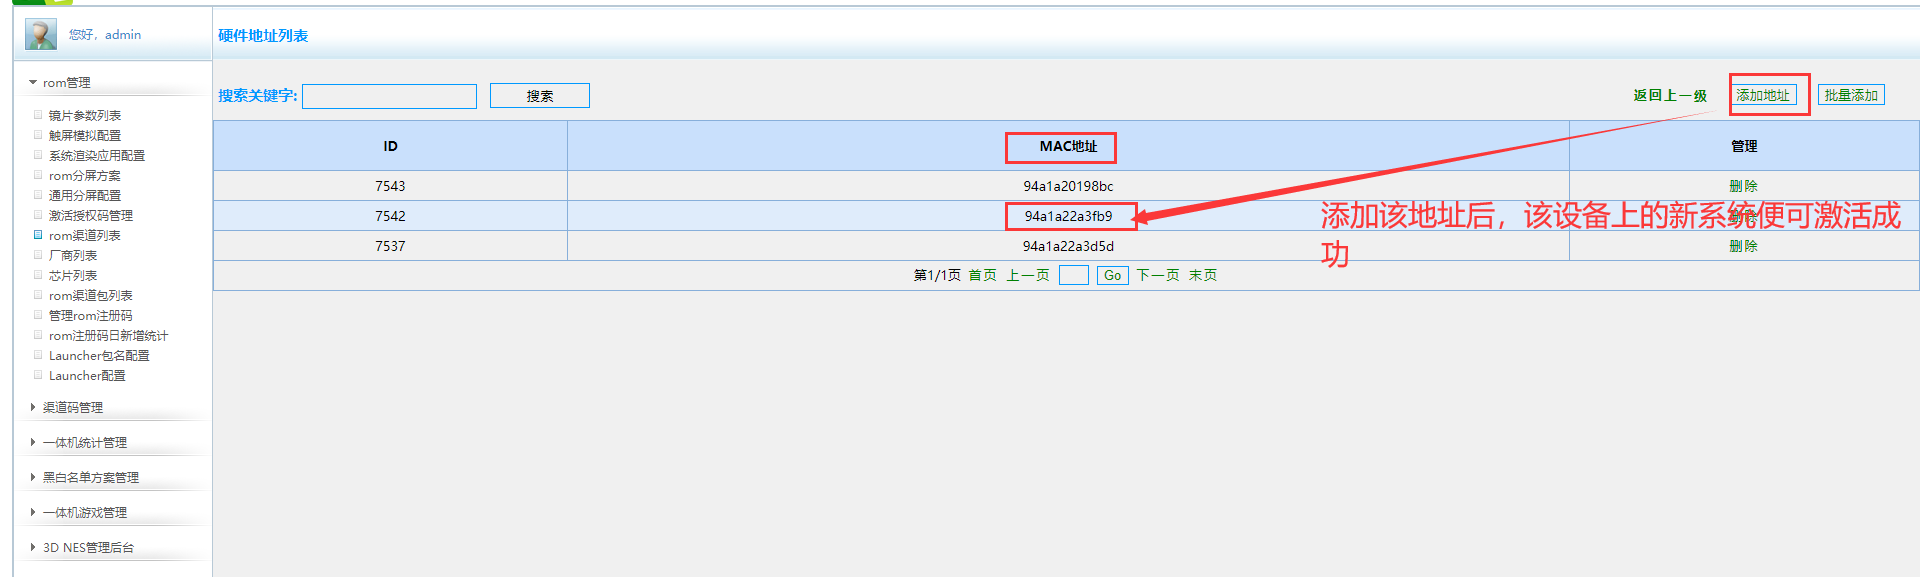 您好，admin
硬件地址列表
rom管理
镜片参数列表
触屏模拟配置
系统渲染应用配置
rom分屏方案
通用分屏配置
激活授权码管理
rom渠道列表
厂商列表
芯片列表
rom渠道包列表
管理rom注册码
rom注册码日新增统计
Launcher包名配置
Launcher配置
渠道码管理
一体机统计管理
黑白名单方案管理
一体机游戏管理
3D NES管理后台
搜索关键字: 搜索 返回上一级 添加地址 批量添加
ID MAC地址 管理
7543 94a1a20198bc 删除
7542 94a1a22a3fb9 删除
7537 94a1a22a3d5d 删除
添加该地址后，该设备上的新系统便可激活成
功
第1/1页 首页 上一页 Go 下一页 末页